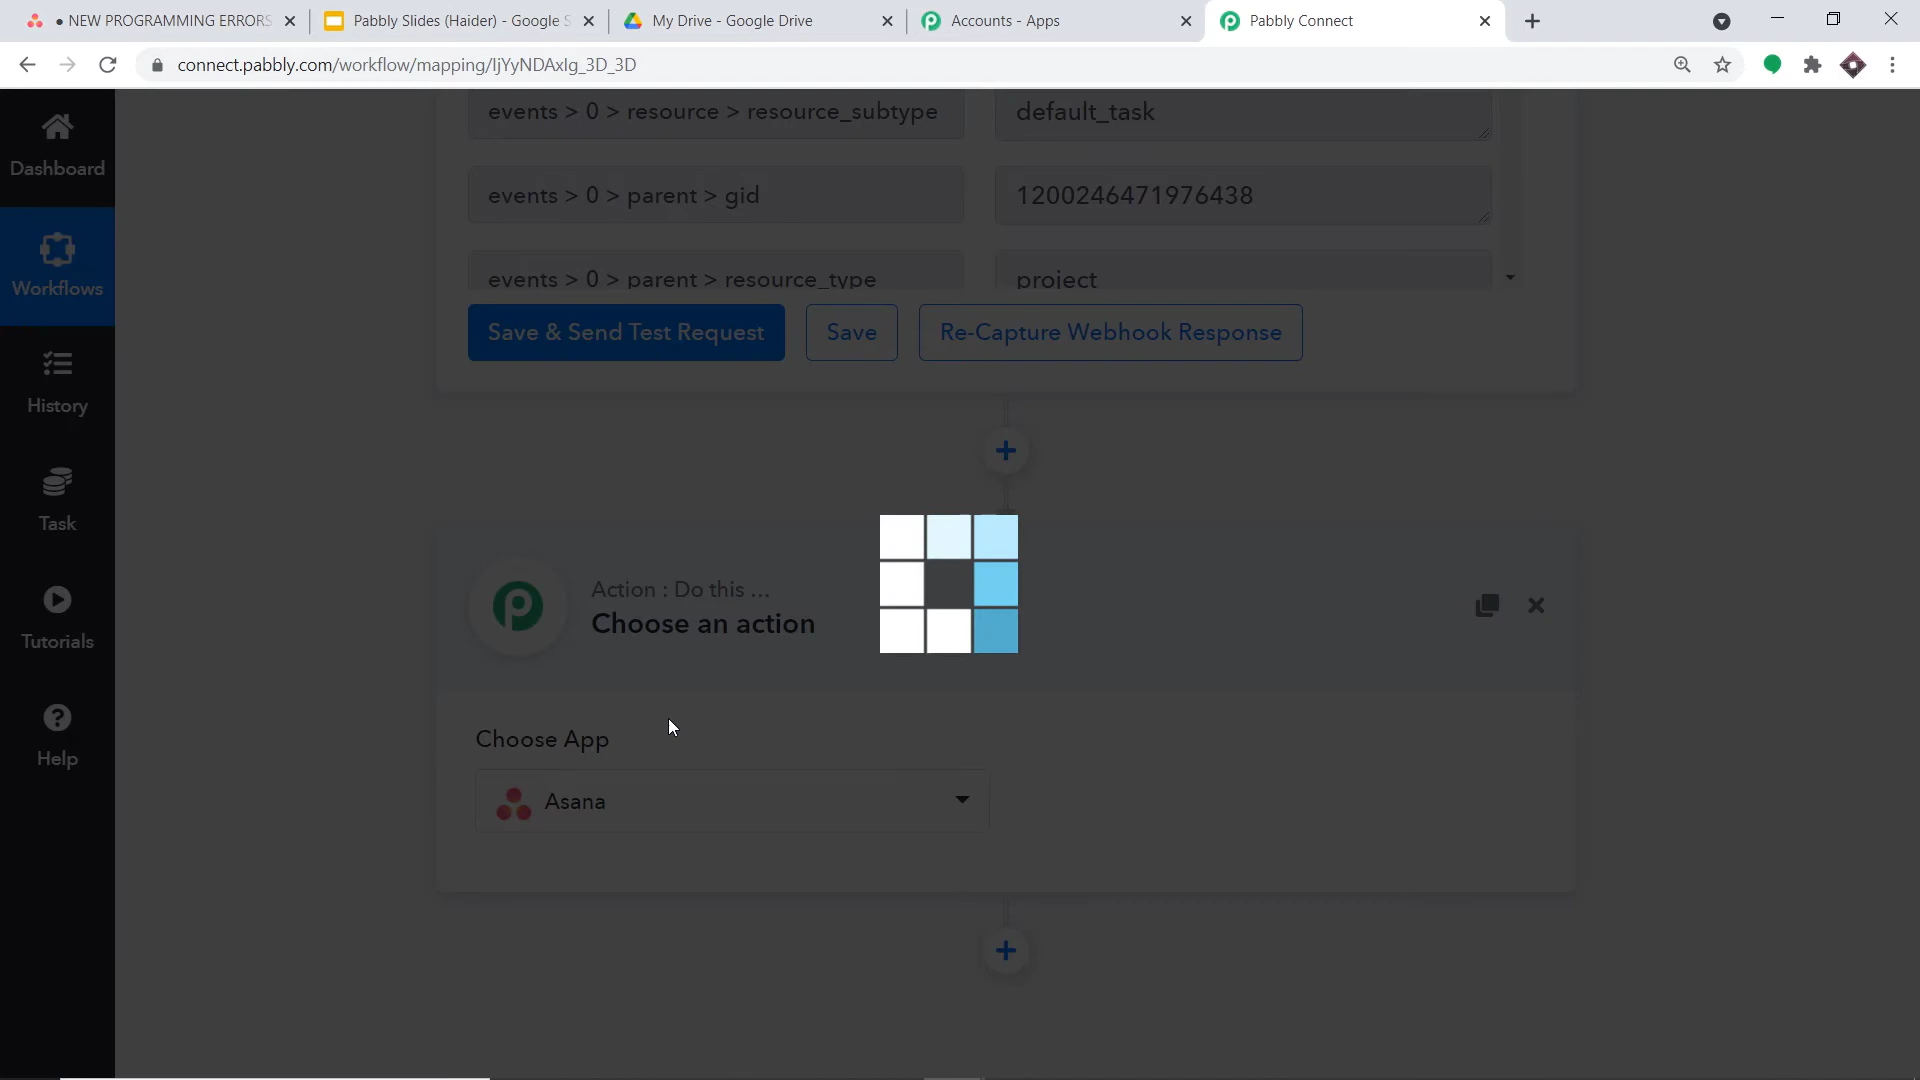 • NEW PROGRAMMING ERRORS
Pabbly Slides (Haider) - Google S
My Drive - Google Drive
Accounts - Apps
Pabbly Connect
connect.pabbly.com/workflow/mapping/IjYyNDAxIg_3D_3D
Dashboard
Workflows
History
Task
Tutorials
Help
events > 0 > resource > resource_subtype
default_task
events > 0 > parent > gid
1200246471976438
events > 0 > parent > resource_type
project
Save & Send Test Request
Save
Re-Capture Webhook Response
Action : Do this ...
Choose an action
Choose App
Asana